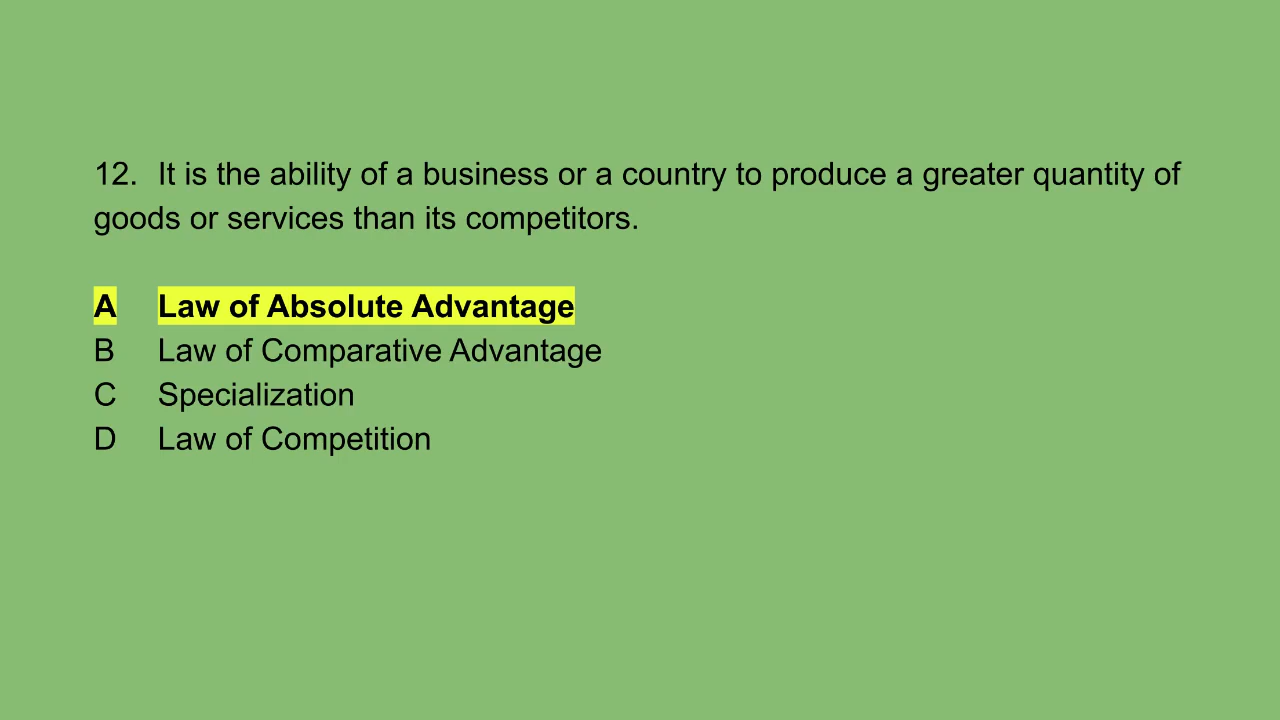 12. It is the ability of a business or a country to produce a greater quantity of
goods or services than its competitors.
A Law of Absolute Advantage
B Law of Comparative Advantage
C Specialization
D Law of Competition